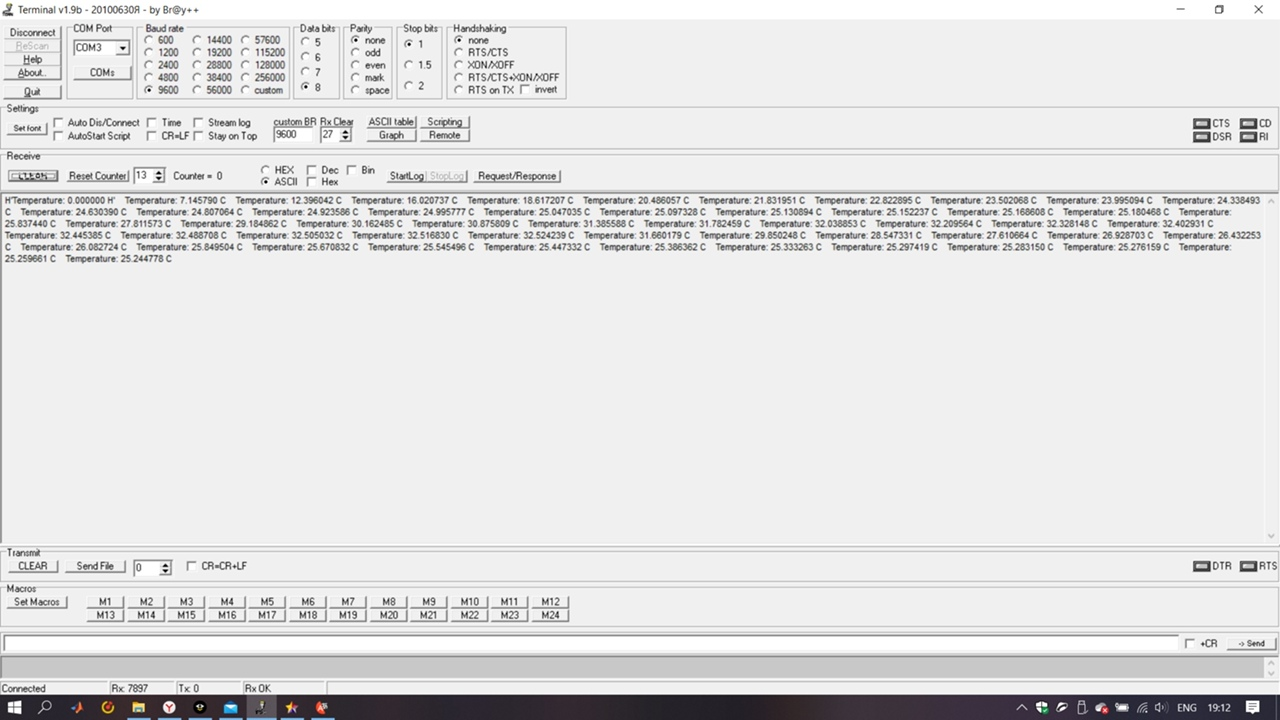 Terminal v1.9b - 20100630Я - by Br@y++
Disconnect
ReScan
Help
About..
Quit
COM Port
COM3
COMs
Baud rate
600 14400 57600
1200 19200 115200
2400 28800 128000
4800 38400 256000
9600 56000 custom
Data bits
5
6
7
8
Parity
none
odd
even
mark
space
Stop bits
1
1.5
2
Handshaking
none
RTS/CTS
XON/XOFF
RTS/CTS+XON/XOFF
RTS on TX invert
Settings
Set font
Auto Dis/Connect Time Stream log
AutoStart Script CR=LF Stay on Top
custom BR Rx Clear
9600 27
ASCII table Scripting
Graph Remote
CTS CD
DSR RI
Receive
Reset Counter 13 Counter = 0
HEX Dec Bin
ASCII Hex
StartLog StopLog Request/Response
H'Temperature: 0.000000 H' Temperature: 7.145790 C Temperature: 12.396042 C Temperature: 16.020737 C Temperature: 18.617207 C Temperature: 20.486057 C Temperature: 21.831951 C Temperature: 22.822895 C Temperature: 23.502068 C Temperature: 23.995094 C Temperature: 24.338493
C Temperature: 24.630390 C Temperature: 24.807064 C Temperature: 24.923586 C Temperature: 24.995777 C Temperature: 25.047035 C Temperature: 25.097328 C Temperature: 25.130894 C Temperature: 25.152237 C Temperature: 25.168608 C Temperature: 25.180468 C Temperature:
25.837440 C Temperature: 27.811573 C Temperature: 29.184862 C Temperature: 30.162485 C Temperature: 30.875809 C Temperature: 31.385588 C Temperature: 31.782459 C Temperature: 32.038853 C Temperature: 32.209564 C Temperature: 32.328148 C Temperature: 32.402931 C
Temperature: 32.445385 C Temperature: 32.488708 C Temperature: 32.505032 C Temperature: 32.516830 C Temperature: 32.524239 C Temperature: 31.660179 C Temperature: 29.850248 C Temperature: 28.547331 C Temperature: 27.610664 C Temperature: 26.928703 C Temperature: 26.432253
C Temperature: 26.082724 C Temperature: 25.849504 C Temperature: 25.670832 C Temperature: 25.545496 C Temperature: 25.447332 C Temperature: 25.386362 C Temperature: 25.333263 C Temperature: 25.297419 C Temperature: 25.283150 C Temperature: 25.276159 C Temperature:
25.259661 C Temperature: 25.244778 C
Transmit
CLEAR Send File 0 CR=CR+LF
DTR RTS
Macros
Set Macros
M1 M2 M3 M4 M5 M6 M7 M8 M9 M10 M11 M12
M13 M14 M15 M16 M17 M18 M19 M20 M21 M22 M23 M24
+CR -> Send
Connected Rx: 7897 Tx: 0 Rx OK
ENG 19:12